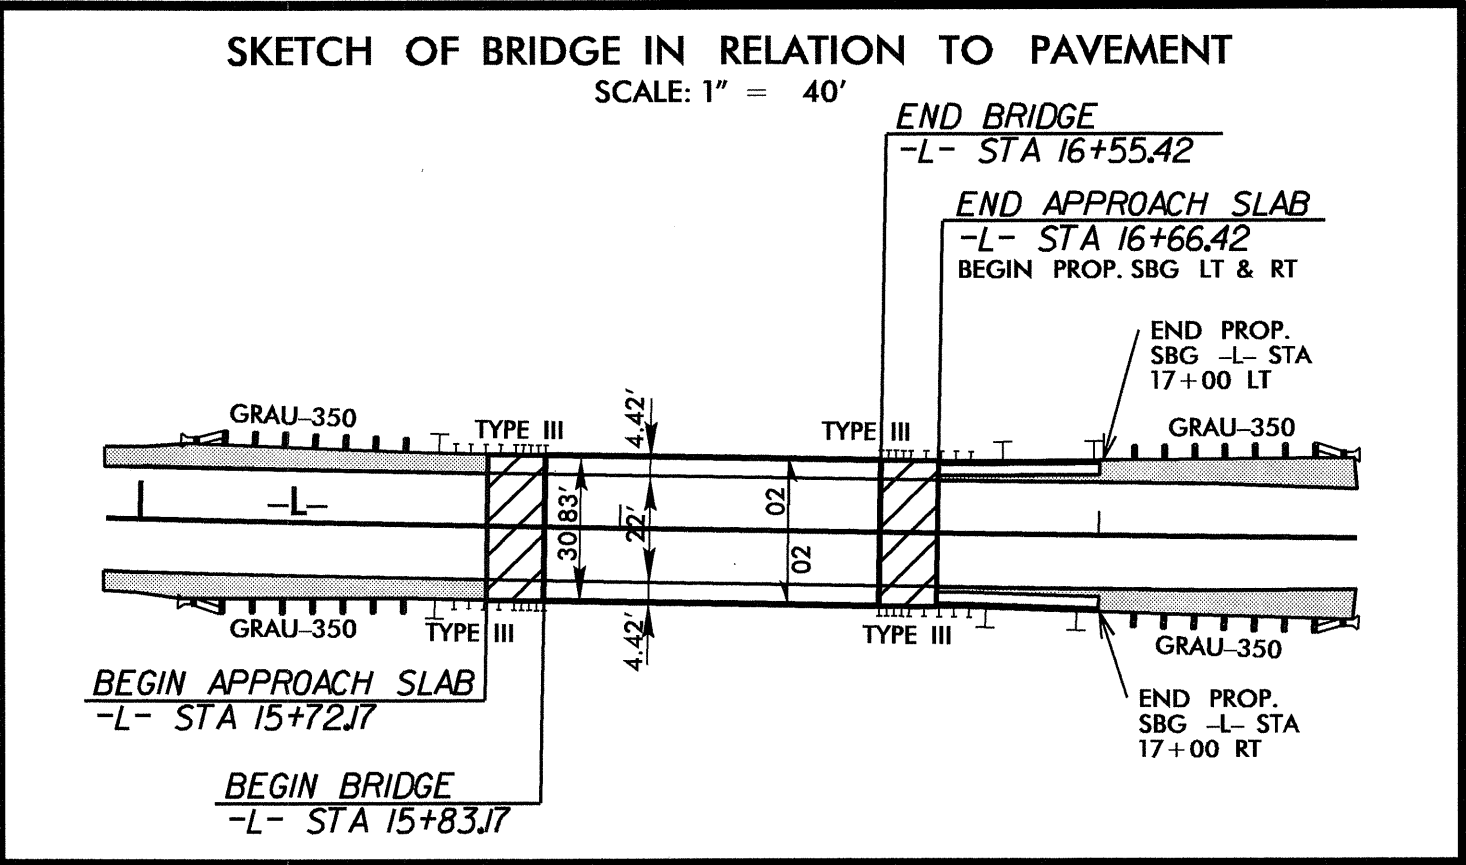 SKETCH OF BRIDGE IN RELATION TO PAVEMENT
SCALE: 1" = 40'
END BRIDGE
-L- STA 16+55.42
END APPROACH SLAB
-L- STA 16+66.42
BEGIN PROP. SBG LT & RT
END PROP.
SBG -L- STA
17+00 LT
GRAU-350
TYPE III
4.42'
TYPE III
GRAU-350
-L-
30.83'
22'
02
02
GRAU-350
TYPE III
4.42'
TYPE III
GRAU-350
BEGIN APPROACH SLAB
-L- STA 15+72.17
END PROP.
SBG -L- STA
17+00 RT
BEGIN BRIDGE
-L- STA 15+83.17